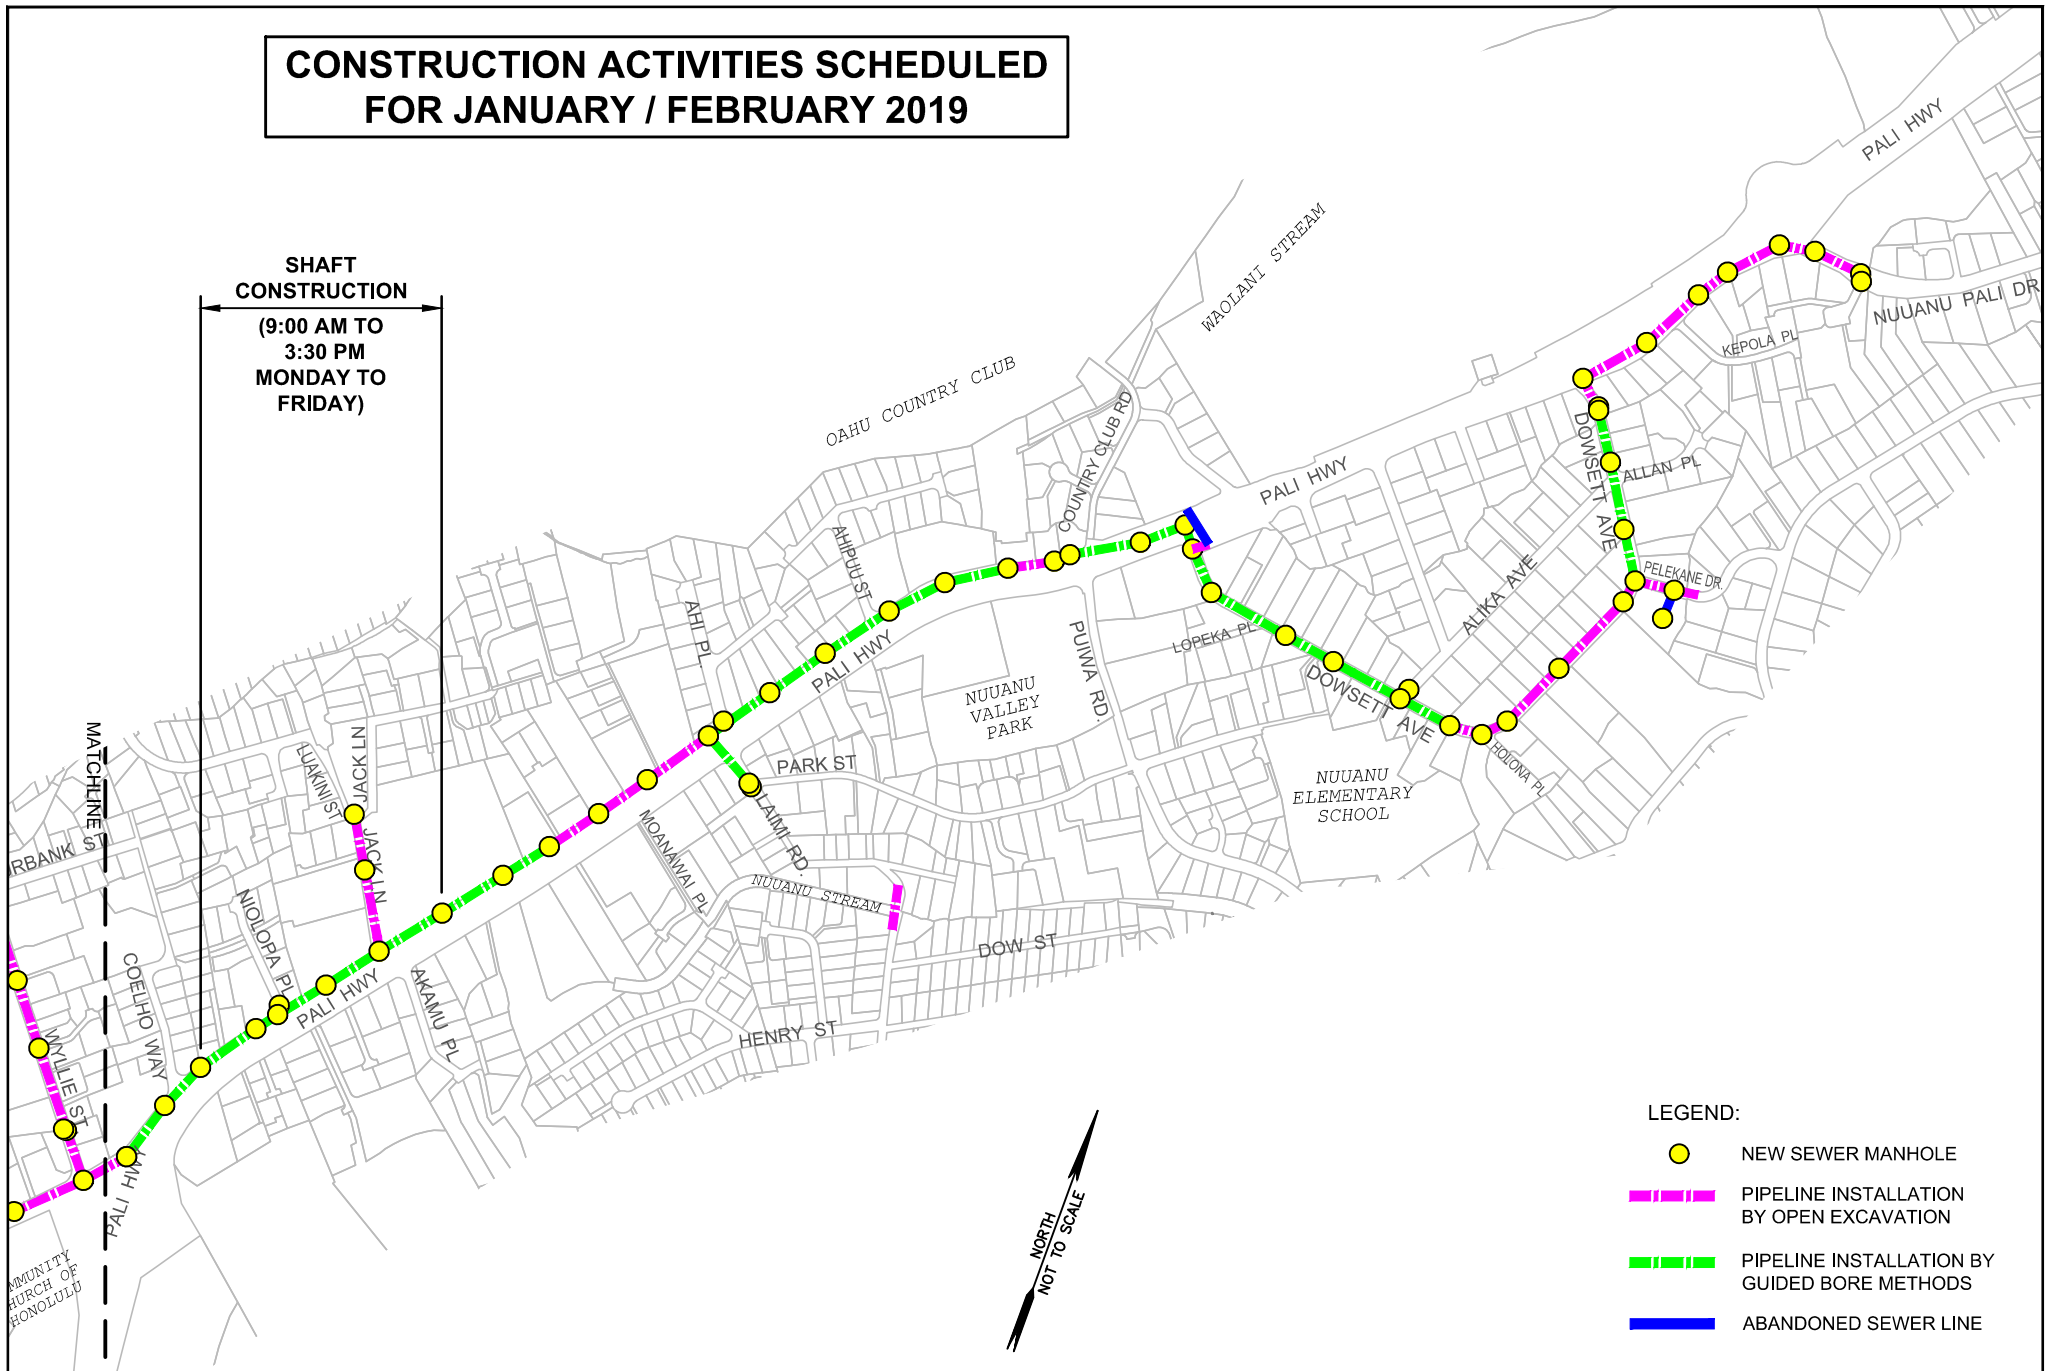 CONSTRUCTION ACTIVITIES SCHEDULED
FOR JANUARY / FEBRUARY 2019
SHAFT
CONSTRUCTION
(9:00 AM TO
3:30 PM
MONDAY TO
FRIDAY)
PALI HWY
WAOLANI STREAM
NUUANU PALI DR
KEPOLA PL
OAHU COUNTRY CLUB
COUNTRY CLUB RD
PALI HWY
DOWSETT AVE
ALLAN PL
AHIPUU ST
PELEKANE DR.
ALIKA AVE
AHI PL.
PALI HWY
PUIWA RD.
LOPEKA PL
NUUANU
VALLEY
PARK
DOWSETT AVE
HOLONA PL
MATCHLINE
LUAKINI ST
JACK LN
JACK LN
PARK ST
NUUANU
ELEMENTARY
SCHOOL
LAIMI RD.
MOANAWAI PL
NUUANU STREAM
RBANK ST
NIOLOPA PL
COELHO WAY
PALI HWY
AKAMU PL
DOW ST
HENRY ST
WYLLIE ST
PALI HWY
MMUNITY
HURCH OF
HONOLULU
NORTH
NOT TO SCALE
LEGEND:
NEW SEWER MANHOLE
PIPELINE INSTALLATION
BY OPEN EXCAVATION
PIPELINE INSTALLATION BY
GUIDED BORE METHODS
ABANDONED SEWER LINE